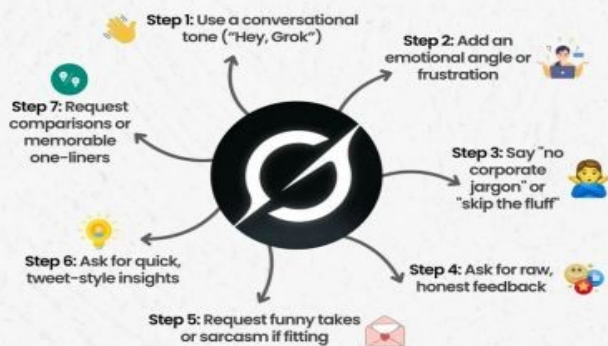 Step 1: Use a conversational
tone ("Hey, Grok")
Step 2: Add an
emotional angle or
frustration
Step 3: Say "no
corporate
jargon" or
"skip the fluff"
Step 4: Ask for raw,
honest feedback
Step 5: Request funny takes
or sarcasm if fitting
Step 6: Ask for quick,
tweet-style insights
Step 7: Request
comparisons or
memorable
one-liners